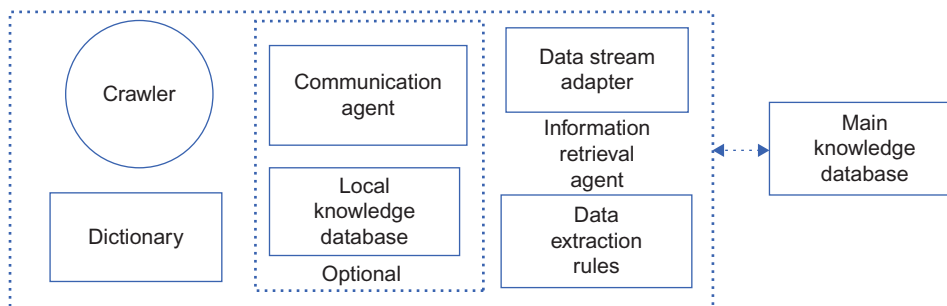 Crawler
Dictionary
Communication
agent
Local
knowledge
database
Optional
Data stream
adapter
Information
retrieval
agent
Data
extraction
rules
Main
knowledge
database